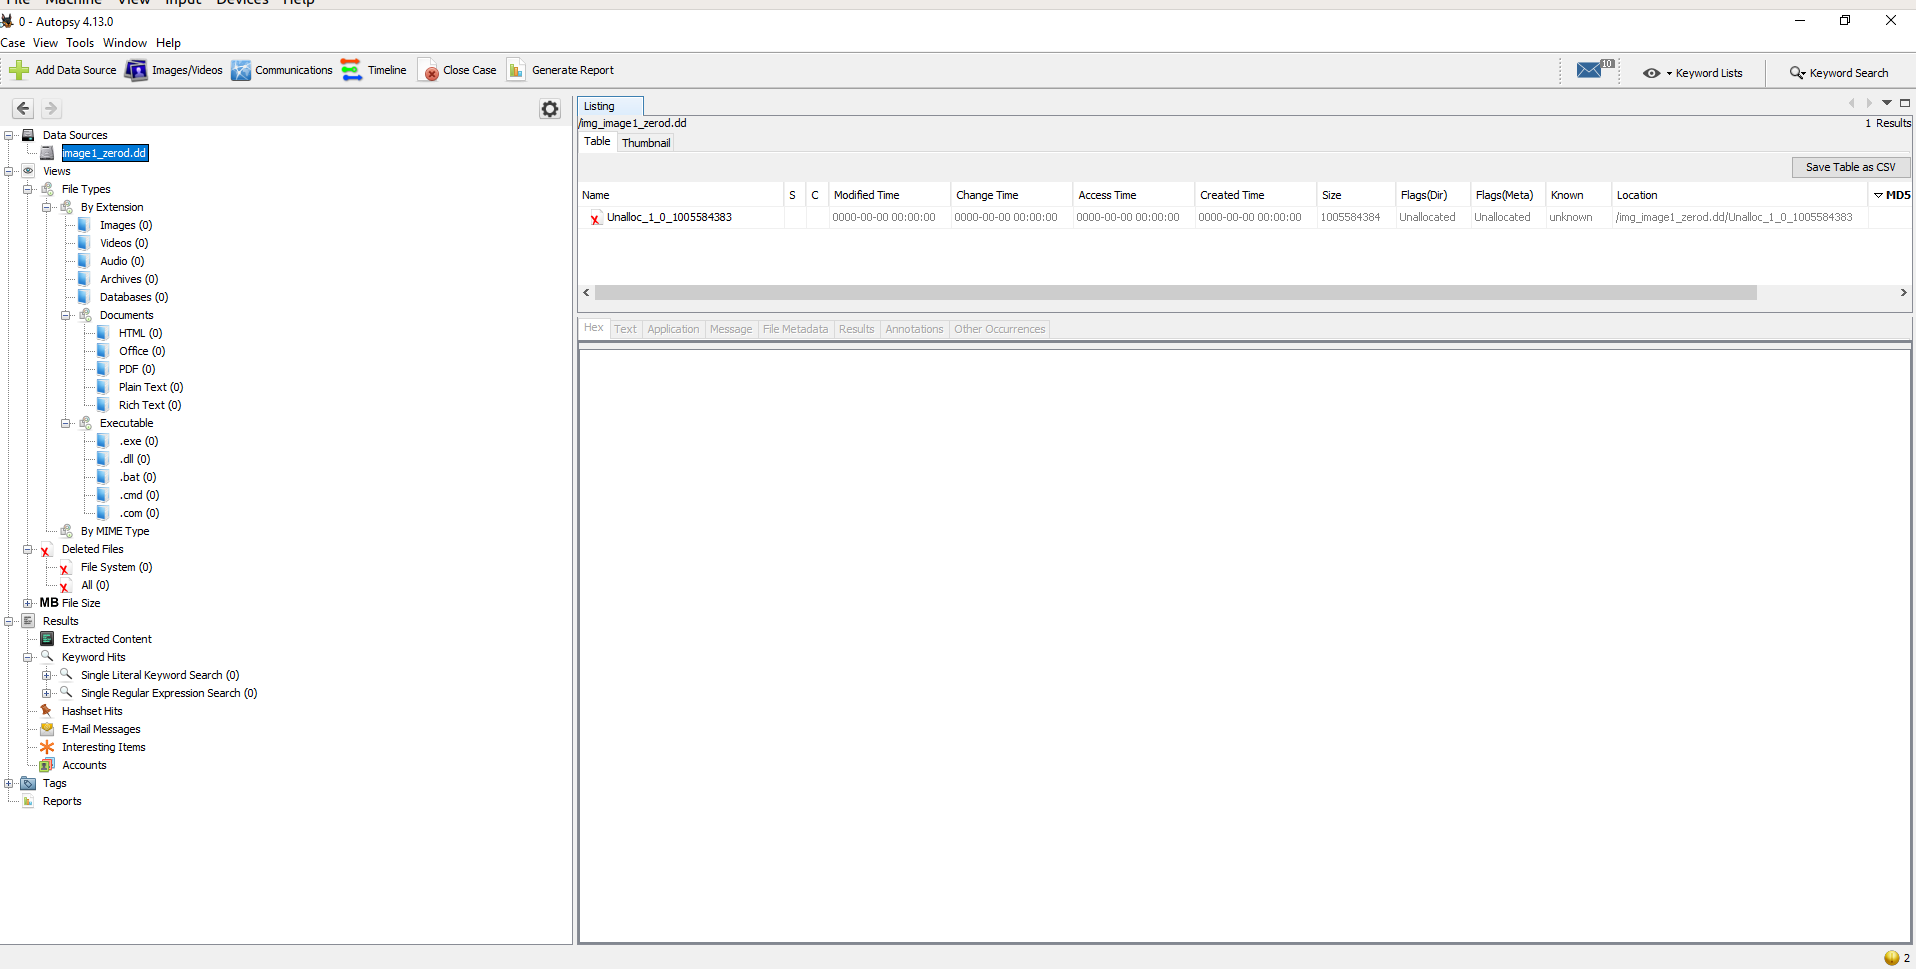 File Machine View Input Devices Help
0 - Autopsy 4.13.0
Case View Tools Window Help
Add Data Source Images/Videos Communications Timeline Close Case Generate Report 10 Keyword Lists Keyword Search
Data Sources
image1_zerod.dd
Views
File Types
By Extension
Images (0)
Videos (0)
Audio (0)
Archives (0)
Databases (0)
Documents
HTML (0)
Office (0)
PDF (0)
Plain Text (0)
Rich Text (0)
Executable
.exe (0)
.dll (0)
.bat (0)
.cmd (0)
.com (0)
By MIME Type
Deleted Files
File System (0)
All (0)
MB File Size
Results
Extracted Content
Keyword Hits
Single Literal Keyword Search (0)
Single Regular Expression Search (0)
Hashset Hits
E-Mail Messages
Interesting Items
Accounts
Tags
Reports
Listing
/img_image1_zerod.dd 1 Results
Table Thumbnail
Save Table as CSV
Name S C Modified Time Change Time Access Time Created Time Size Flags(Dir) Flags(Meta) Known Location MD5
Unalloc_1_0_1005584383 0000-00-00 00:00:00 0000-00-00 00:00:00 0000-00-00 00:00:00 0000-00-00 00:00:00 1005584384 Unallocated Unallocated unknown /img_image1_zerod.dd/Unalloc_1_0_1005584383
Hex Text Application Message File Metadata Results Annotations Other Occurrences
2